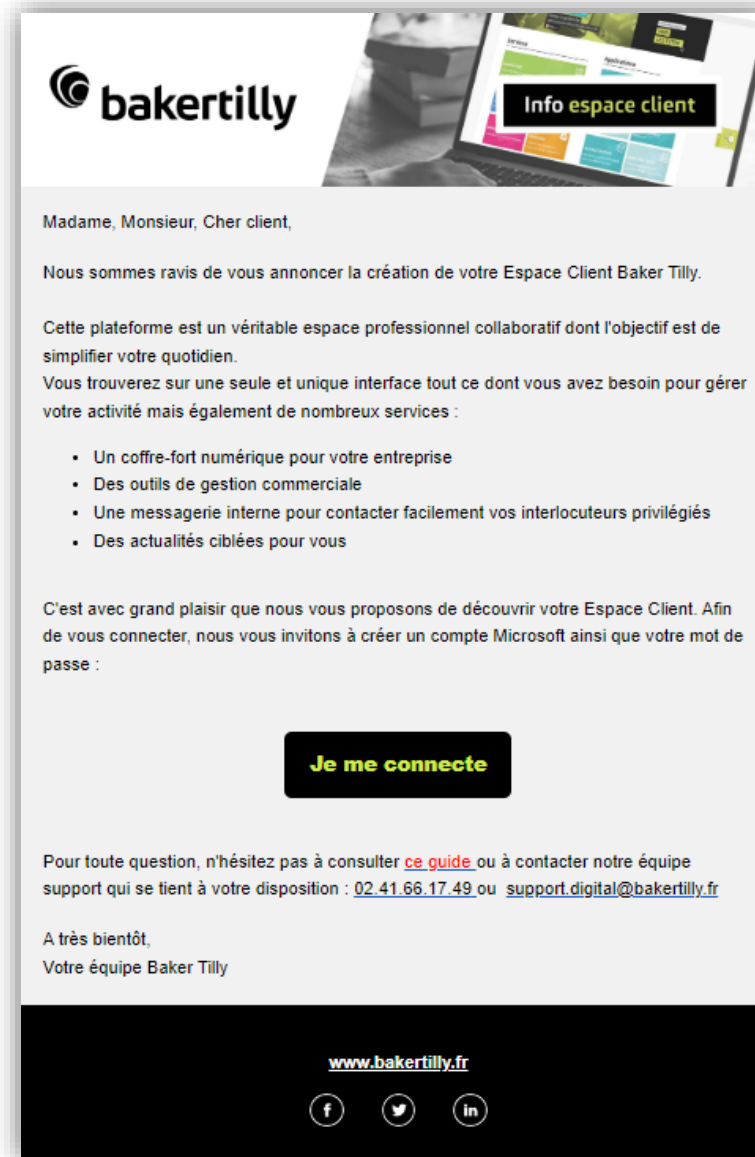 bakertilly
Info espace client
Services
Applications
Madame, Monsieur, Cher client,
Nous sommes ravis de vous annoncer la création de votre Espace Client Baker Tilly.
Cette plateforme est un véritable espace professionnel collaboratif dont l'objectif est de
simplifier votre quotidien.
Vous trouverez sur une seule et unique interface tout ce dont vous avez besoin pour gérer
votre activité mais également de nombreux services :
• Un coffre-fort numérique pour votre entreprise
• Des outils de gestion commerciale
• Une messagerie interne pour contacter facilement vos interlocuteurs privilégiés
• Des actualités ciblées pour vous
C'est avec grand plaisir que nous vous proposons de découvrir votre Espace Client. Afin
de vous connecter, nous vous invitons à créer un compte Microsoft ainsi que votre mot de
passe :
Je me connecte
Pour toute question, n'hésitez pas à consulter ce guide ou à contacter notre équipe
support qui se tient à votre disposition : 02.41.66.17.49 ou support.digital@bakertilly.fr
A très bientôt,
Votre équipe Baker Tilly
www.bakertilly.fr